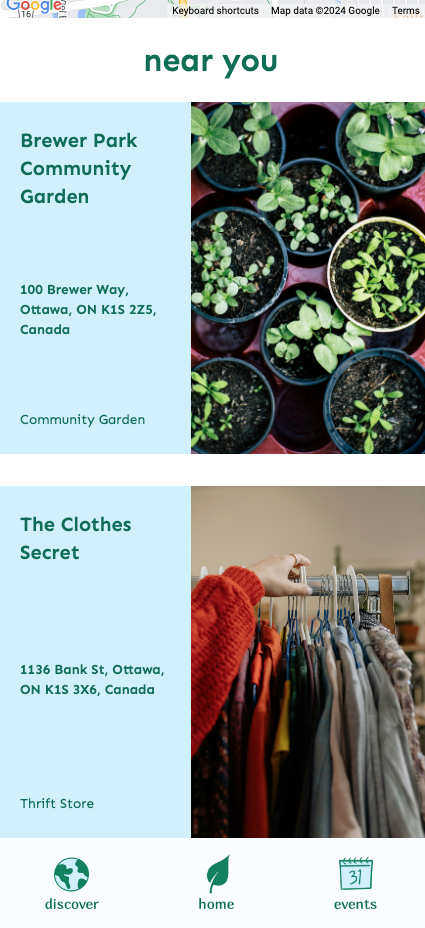 Google
16
Keyboard shortcuts Map data ©2024 Google Terms
near you
Brewer Park
Community
Garden
100 Brewer Way,
Ottawa, ON K1S 2Z5,
Canada
Community Garden
The Clothes
Secret
1136 Bank St, Ottawa,
ON K1S 3X6, Canada
Thrift Store
31
discover home events